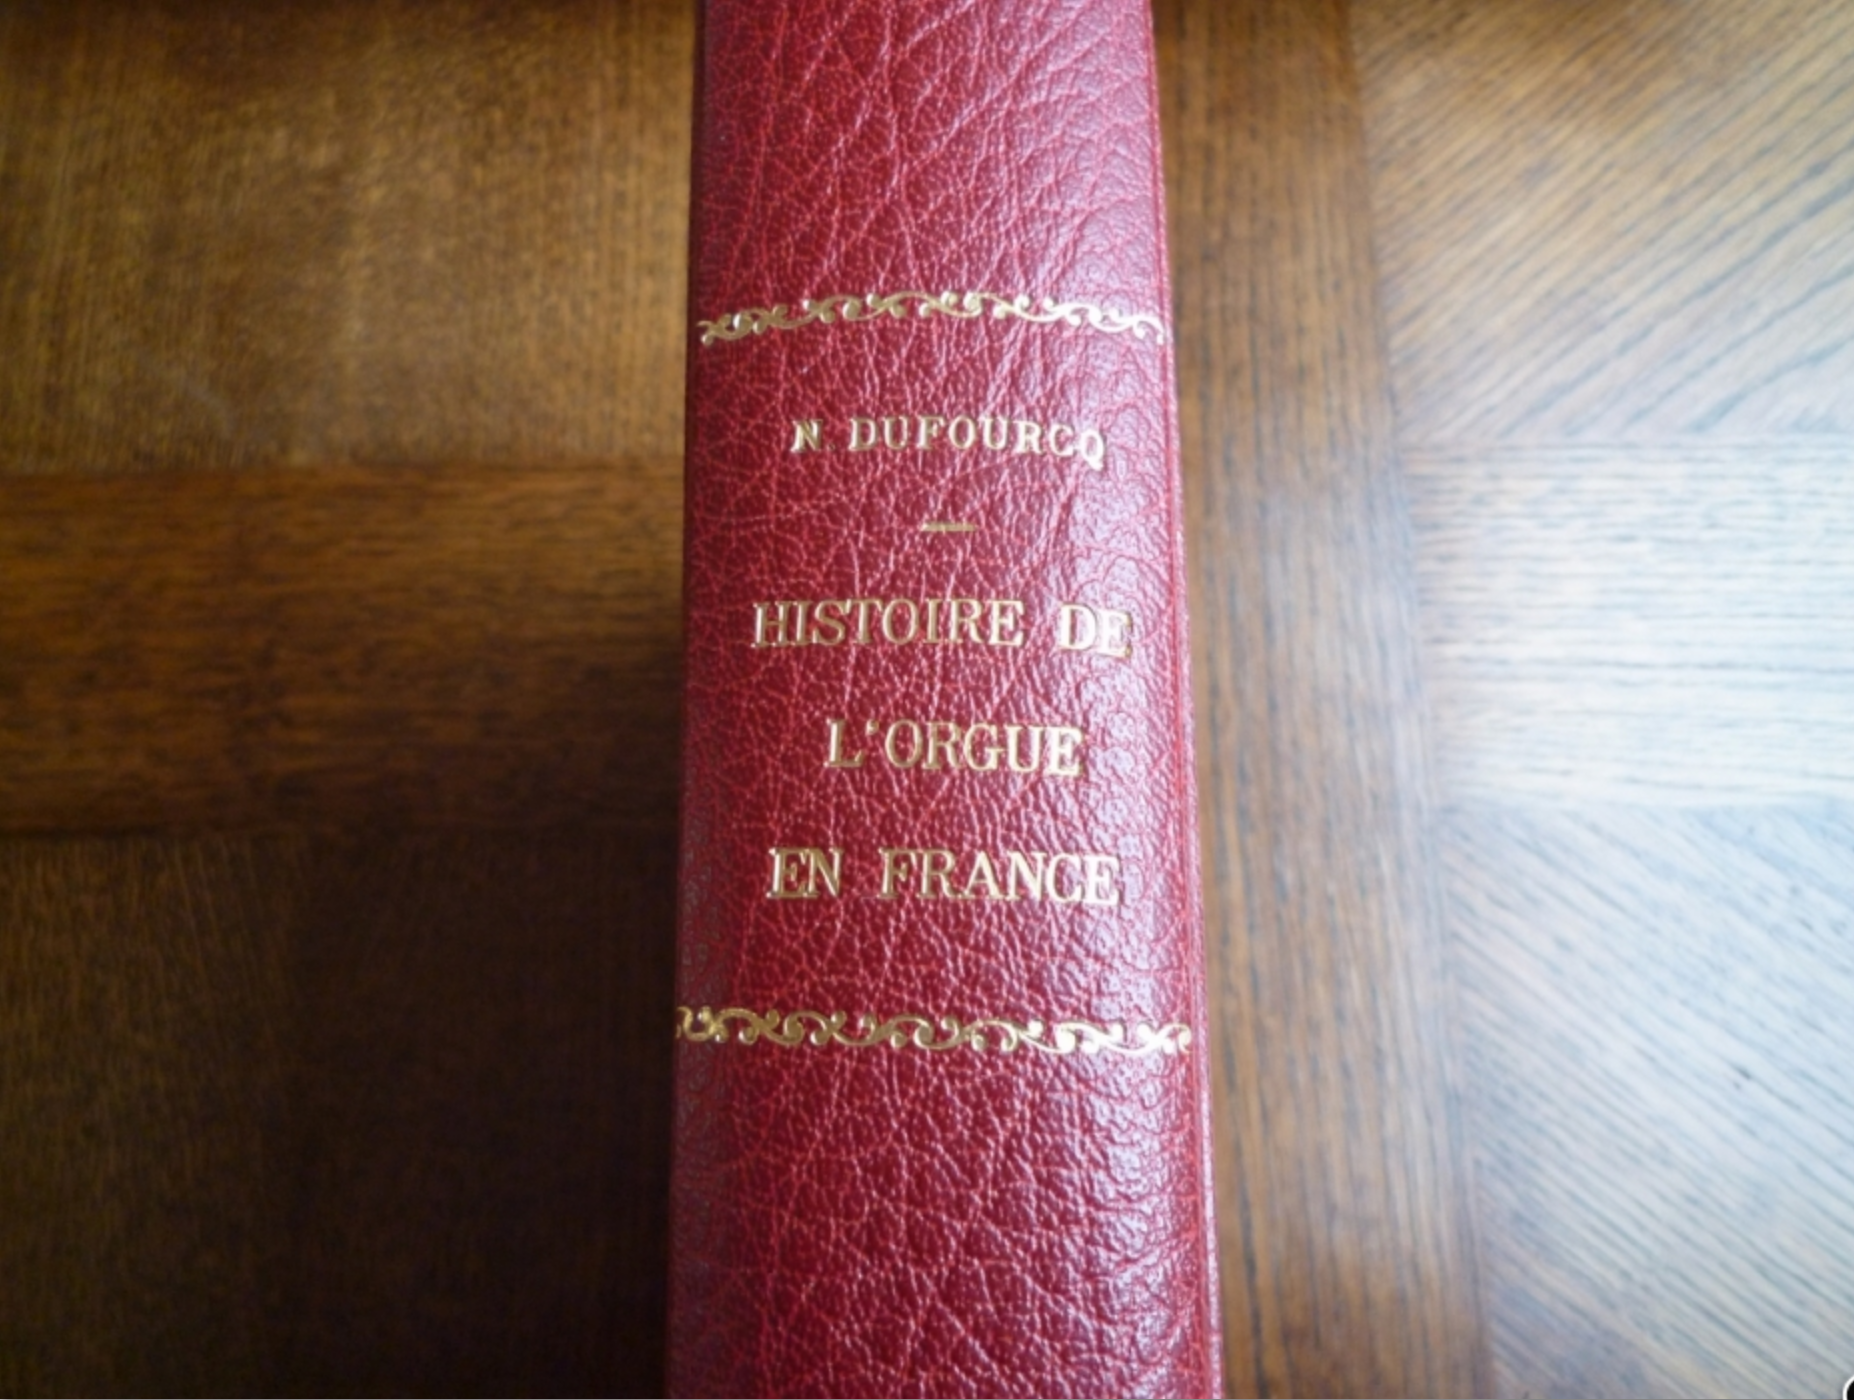 N. DUFOURCQ
HISTOIRE DE
L'ORGUE
EN FRANCE